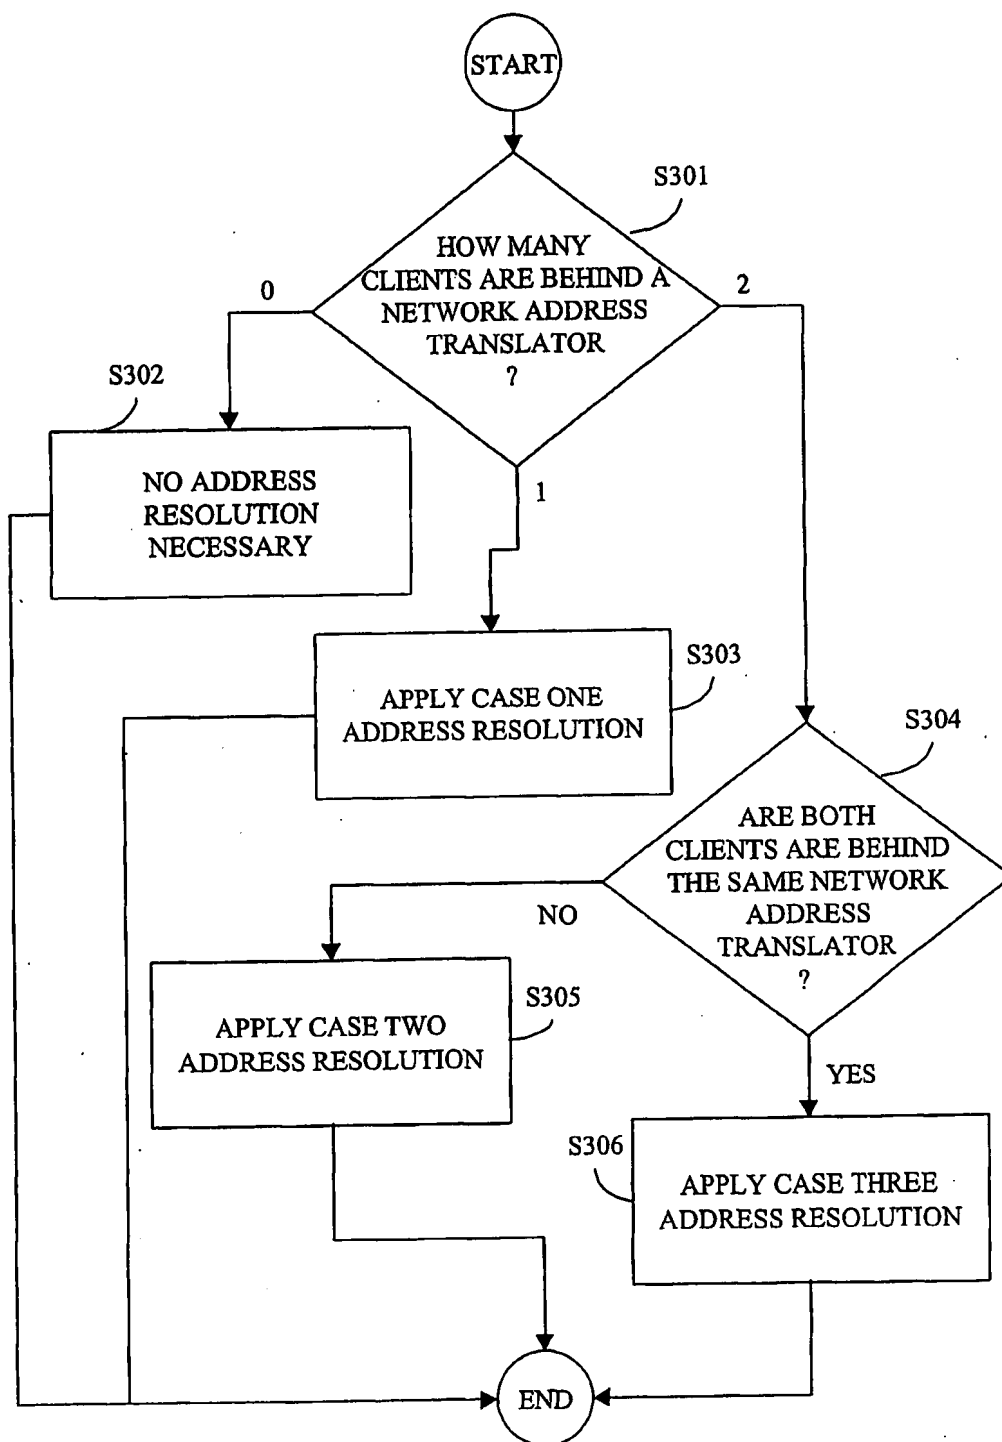 START
S301
HOW MANY
CLIENTS ARE BEHIND A
NETWORK ADDRESS
TRANSLATOR
?
0
2
1
S302
NO ADDRESS
RESOLUTION
NECESSARY
S303
APPLY CASE ONE
ADDRESS RESOLUTION
S304
ARE BOTH
CLIENTS ARE BEHIND
THE SAME NETWORK
ADDRESS
TRANSLATOR
?
NO
YES
S305
APPLY CASE TWO
ADDRESS RESOLUTION
S306
APPLY CASE THREE
ADDRESS RESOLUTION
END